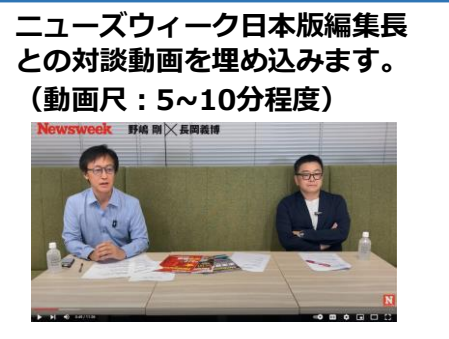 ニューズウィーク日本版編集長
との対談動画を埋め込みます。
（動画尺：5~10分程度）
Newsweek 野嶋 剛╳長岡義博
N